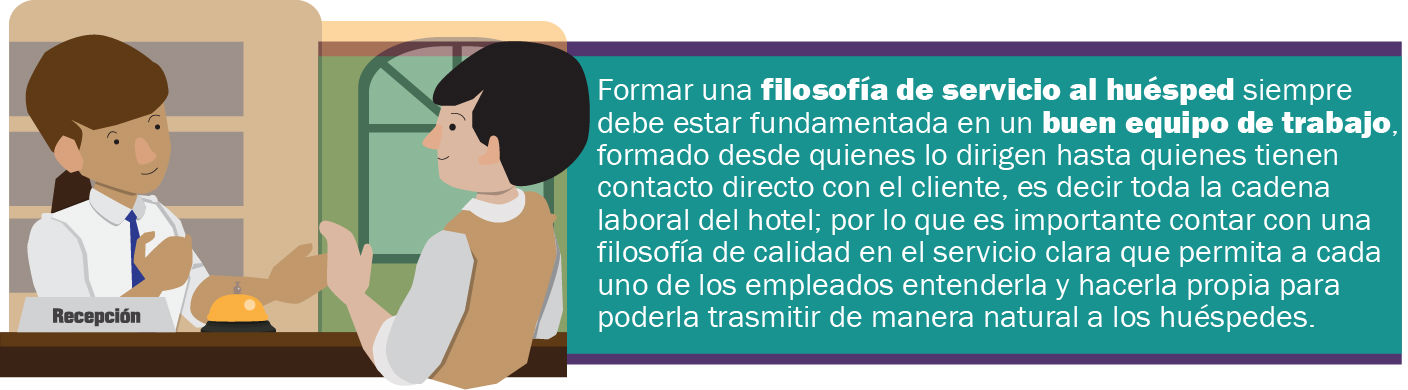 Recepción
Formar una filosofía de servicio al huésped siempre
debe estar fundamentada en un buen equipo de trabajo,
formado desde quienes lo dirigen hasta quienes tienen
contacto directo con el cliente, es decir toda la cadena
laboral del hotel; por lo que es importante contar con una
filosofía de calidad en el servicio clara que permita a cada
uno de los empleados entenderla y hacerla propia para
poderla trasmitir de manera natural a los huéspedes.